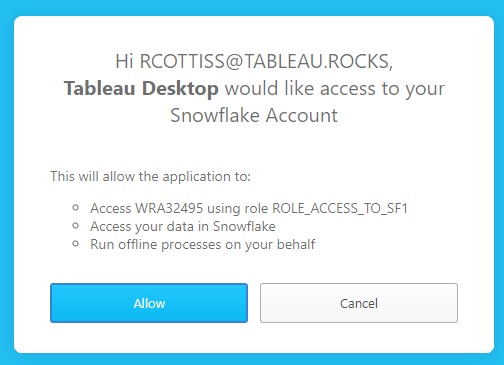 Hi RCOTTISS@TABLEAU.ROCKS,
Tableau Desktop would like access to your
Snowflake Account
This will allow the application to:
Access WRA32495 using role ROLE_ACCESS_TO_SF1
Access your data in Snowflake
Run offline processes on your behalf
Allow
Cancel